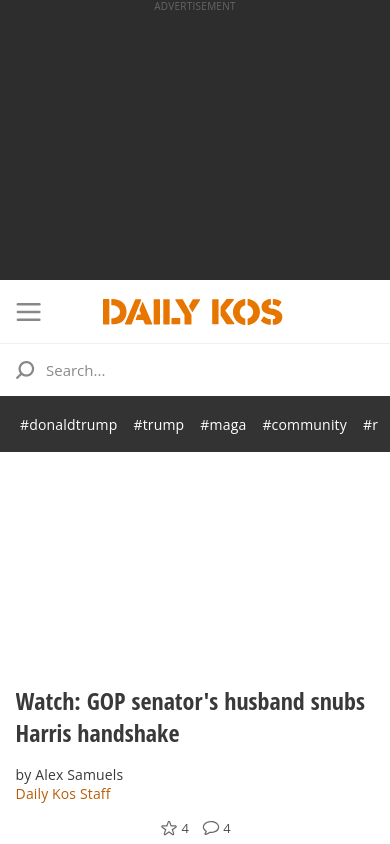 ADVERTISEMENT
DAILY KOS
Search...
#donaldtrump #trump #maga #community #r
Watch: GOP senator's husband snubs
Harris handshake
by Alex Samuels
Daily Kos Staff
4 4